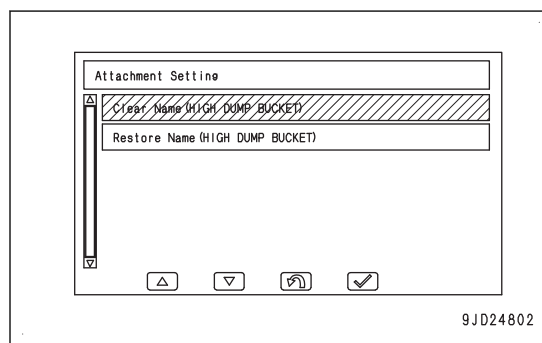 Attachment Setting
Clear Name(HIGH DUMP BUCKET)
Restore Name(HIGH DUMP BUCKET)
9JD24802